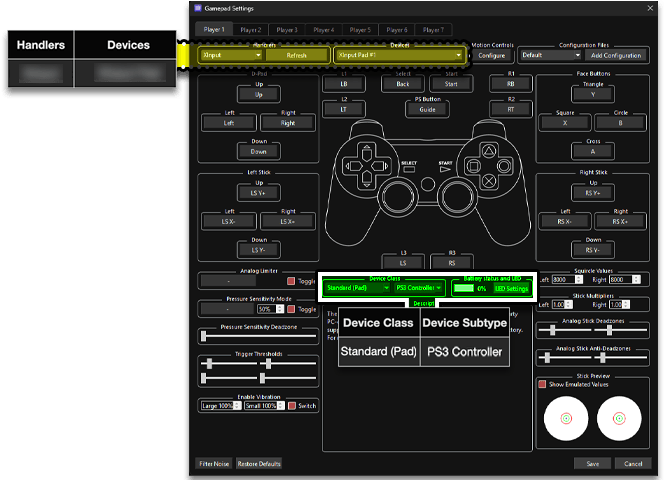 Gamepad Settings
Player 1 Player 2 Player 3 Player 4 Player 5 Player 6 Player 7
Handlers Devices
Handlers Devices Motion Controls Configuration Files
XInput Refresh XInput Pad #1 Configure Default Add Configuration
D-Pad L1 Select Start R1 Face Buttons
Up LB Back Start RB Triangle
Up Y
L2 PS Button R2
Left Right LT Guide RT Square Circle
Left Right X B
Down Cross
Down A
SELECT START
Left Stick Right Stick
Up Up
LS Y+ RS Y+
Left Right Left Right
LS X- LS X+ RS X- RS X+
Down Down
LS Y- RS Y-
L3 R3
LS RS
Analog Limiter Device Class Battery status and LED Squircle Values
- Toggle Standard (Pad) PS3 Controller 0% LED Settings Left 8000 Right 8000
Pressure Sensitivity Mode Descript Stick Multipliers
- 50% Toggle Left 1.00 Right 1.00
Device Class Device Subtype
Standard (Pad) PS3 Controller
Pressure Sensitivity Deadzone Analog Stick Deadzones
Trigger Thresholds Analog Stick Anti-Deadzones
Enable Vibration Stick Preview
Large 100% Small 100% Switch Show Emulated Values
Filter Noise Restore Defaults Save Cancel